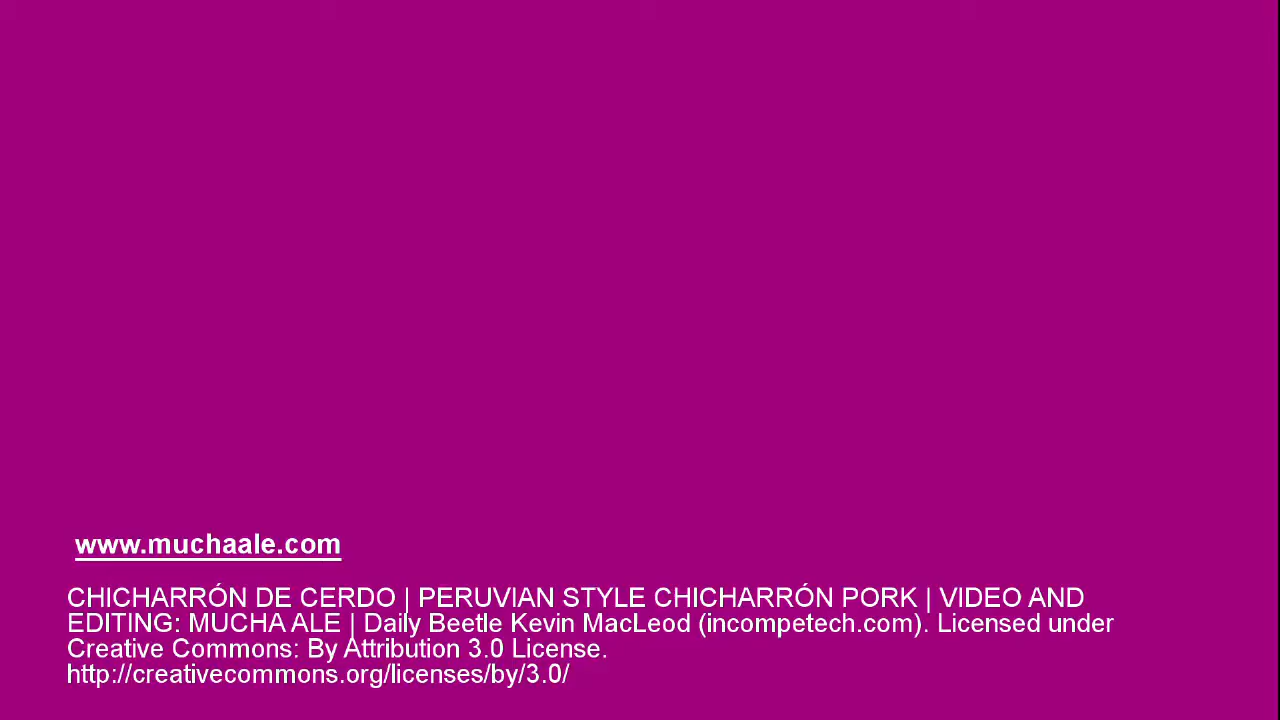 www.muchaale.com
CHICHARRÓN DE CERDO | PERUVIAN STYLE CHICHARRÓN PORK | VIDEO AND
EDITING: MUCHA ALE | Daily Beetle Kevin MacLeod (incompetech.com). Licensed under
Creative Commons: By Attribution 3.0 License.
http://creativecommons.org/licenses/by/3.0/